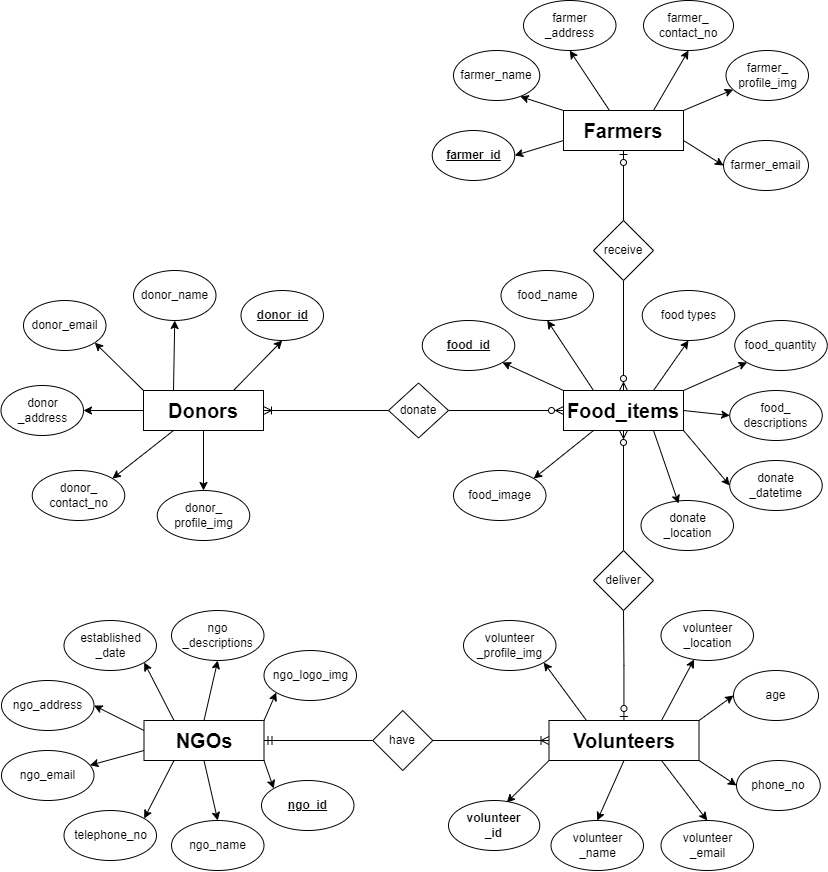 farmer
_address
farmer_
contact_no
farmer_name
farmer_
profile_img
Farmers
farmer_id
farmer_email
receive
donor_name
donor_id
donor_email
food_name
food types
food_id
food_quantity
donor
_address
Donors
donate
Food_items
food_
descriptions
donor_
contact_no
donor_
profile_img
food_image
donate
_datetime
donate
_location
deliver
established
_date
ngo
_descriptions
volunteer
_profile_img
volunteer
_location
ngo_logo_img
ngo_address
age
NGOs
have
Volunteers
ngo_email
ngo_id
phone_no
telephone_no
ngo_name
volunteer
_id
volunteer
_name
volunteer
_email